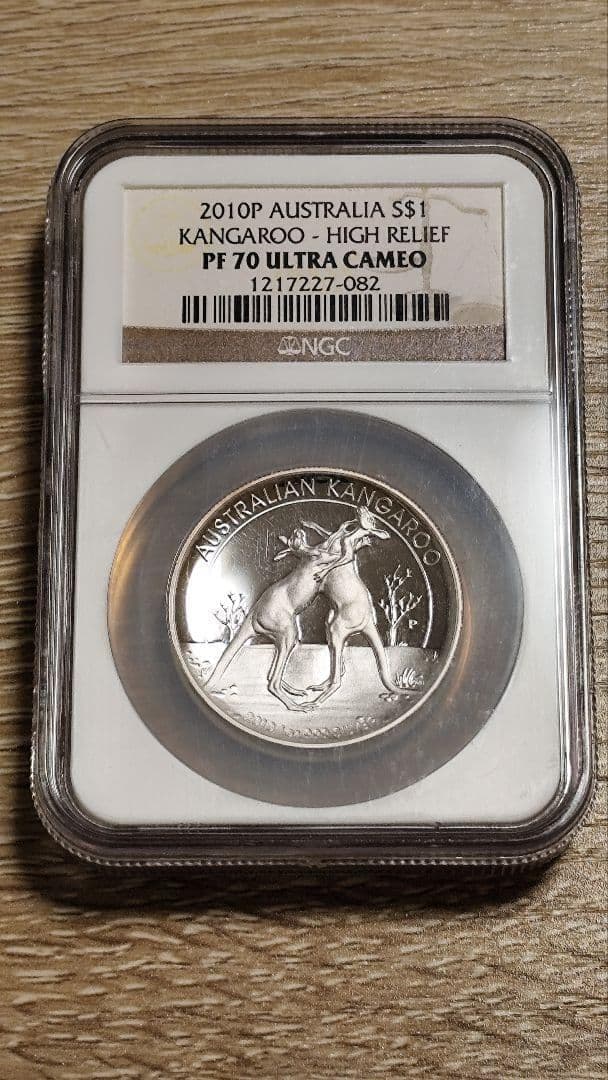 2010P AUSTRALIA S$1
KANGAROO - HIGH RELIEF
PF 70 ULTRA CAMEO
1217227-082
NGC
AUSTRALIAN KANGAROO
P